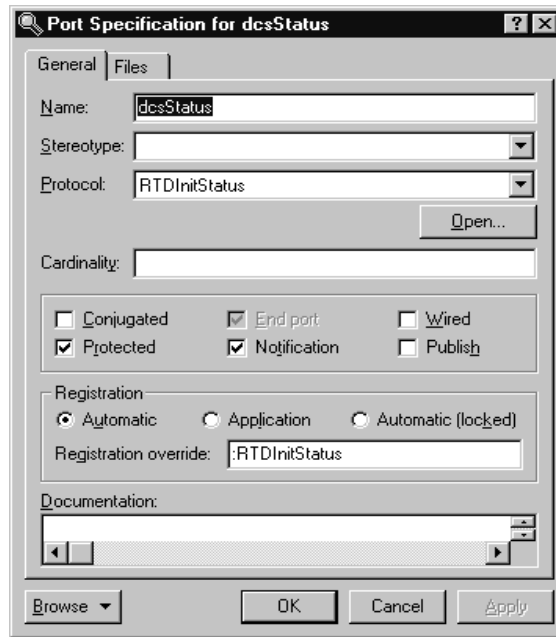 Port Specification for dcsStatus
General Files
Name: dcsStatus
Stereotype:
Protocol: RTDInitStatus
Open...
Cardinality:
Conjugated End port Wired
Protected Notification Publish
Registration
Automatic Application Automatic (locked)
Registration override: :RTDInitStatus
Documentation:
Browse OK Cancel Apply